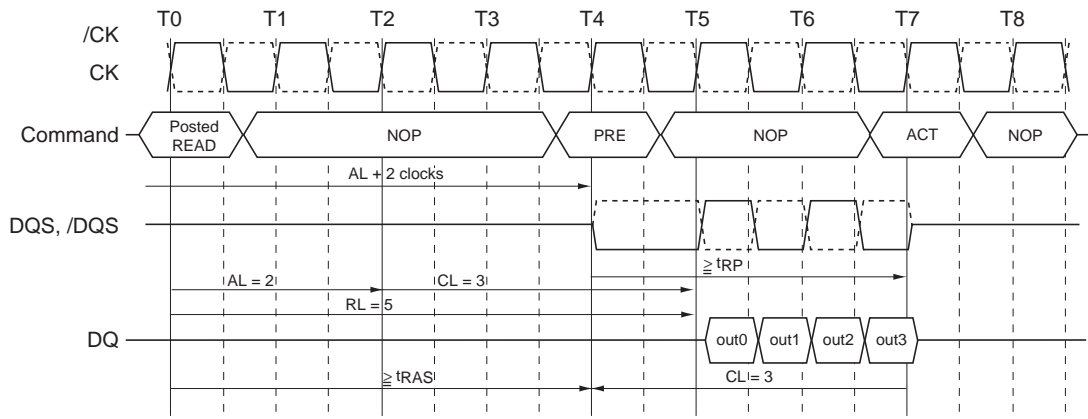 T0 T1 T2 T3 T4 T5 T6 T7 T8
/CK
CK
Command
Posted READ
NOP
PRE
NOP
ACT
NOP
AL + 2 clocks
DQS, /DQS
≧ tRP
AL = 2
CL = 3
RL = 5
DQ
out0 out1 out2 out3
≧ tRAS
CL = 3